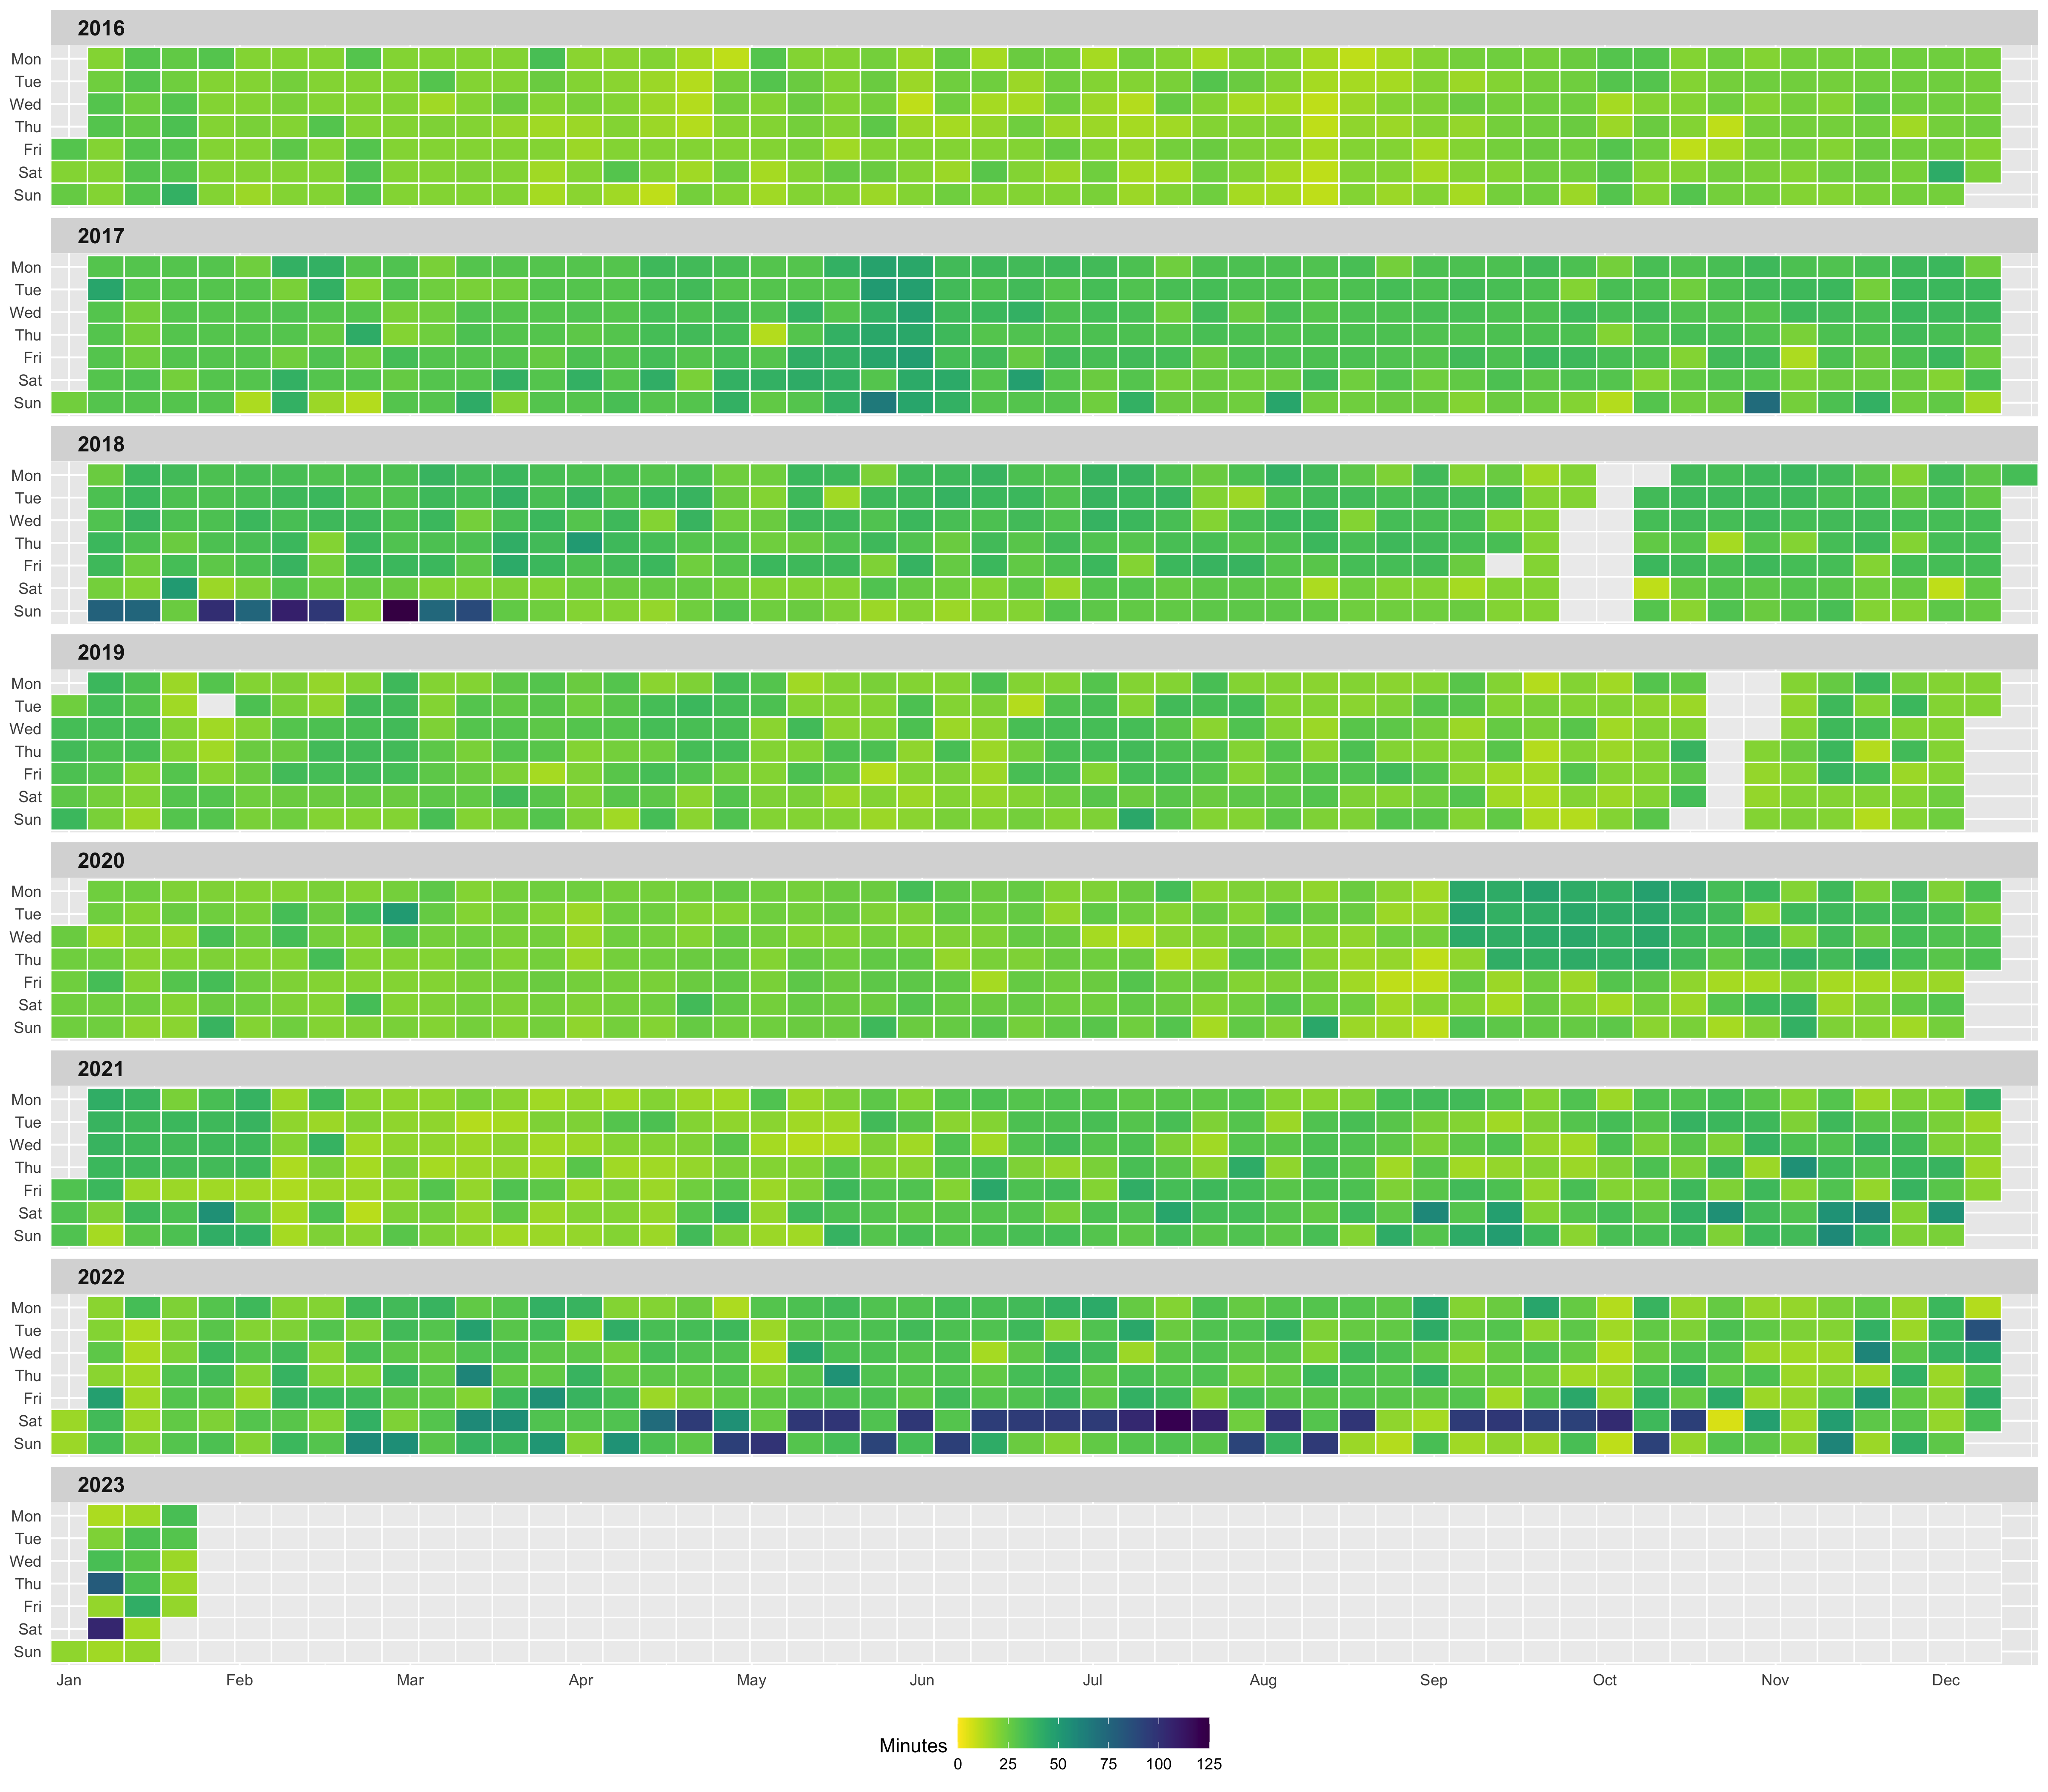 2016
Mon
Tue
Wed
Thu
Fri
Sat
Sun
2017
Mon
Tue
Wed
Thu
Fri
Sat
Sun
2018
Mon
Tue
Wed
Thu
Fri
Sat
Sun
2019
Mon
Tue
Wed
Thu
Fri
Sat
Sun
2020
Mon
Tue
Wed
Thu
Fri
Sat
Sun
2021
Mon
Tue
Wed
Thu
Fri
Sat
Sun
2022
Mon
Tue
Wed
Thu
Fri
Sat
Sun
2023
Mon
Tue
Wed
Thu
Fri
Sat
Sun
Jan Feb Mar Apr May Jun Jul Aug Sep Oct Nov Dec
Minutes
0 25 50 75 100 125